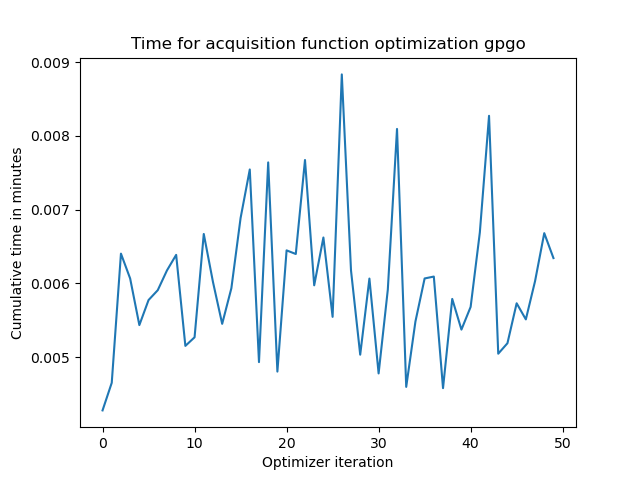 Time for acquisition function optimization gpgo
0.009
0.008
0.007
0.006
0.005
Cumulative time in minutes
0 10 20 30 40 50
Optimizer iteration